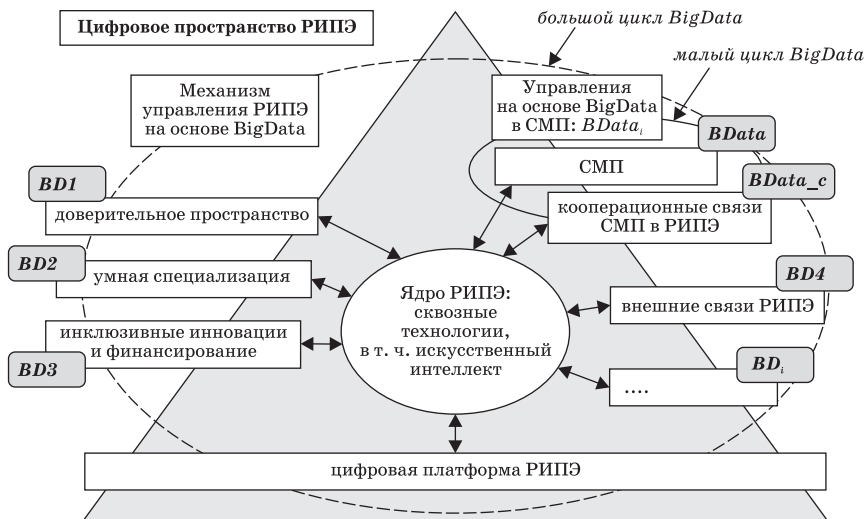 Цифровое пространство РИПЭ
большой цикл BigData
малый цикл BigData
Механизм
управления РИПЭ
на основе BigData
Управления
на основе BigData
в СМП: BDataᵢ
BData
СМП
BData_c
BD1
доверительное пространство
кооперационные связи
СМП в РИПЭ
BD2
умная специализация
BD4
внешние связи РИПЭ
Ядро РИПЭ:
сквозные
технологии,
в т. ч. искусственный
интеллект
инклюзивные инновации
и финансирование
BD3
BDᵢ
....
цифровая платформа РИПЭ